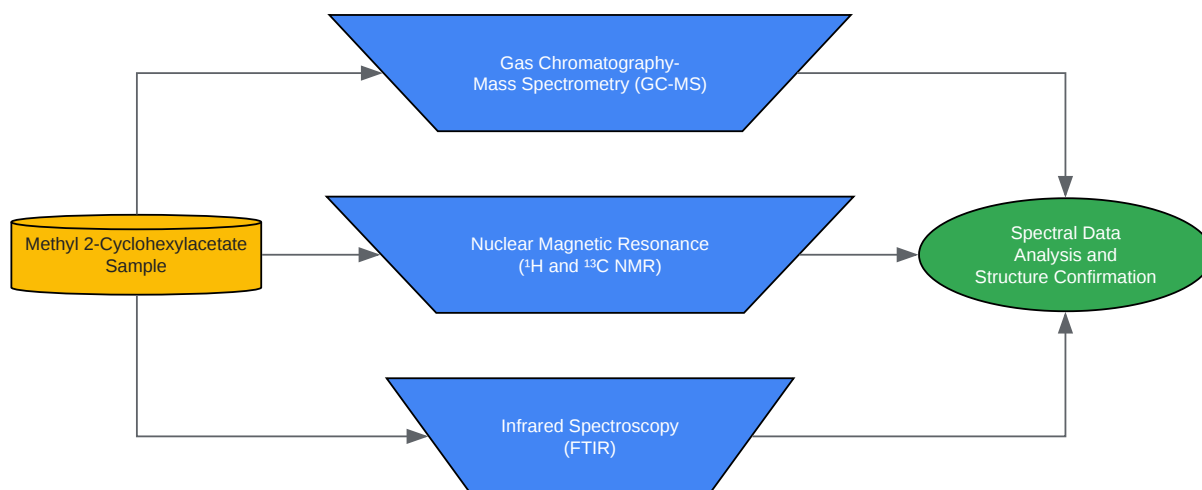 Gas Chromatography-
Mass Spectrometry (GC-MS)
Methyl 2-Cyclohexylacetate
Sample
Nuclear Magnetic Resonance
(¹H and ¹³C NMR)
Spectral Data
Analysis and
Structure Confirmation
Infrared Spectroscopy
(FTIR)